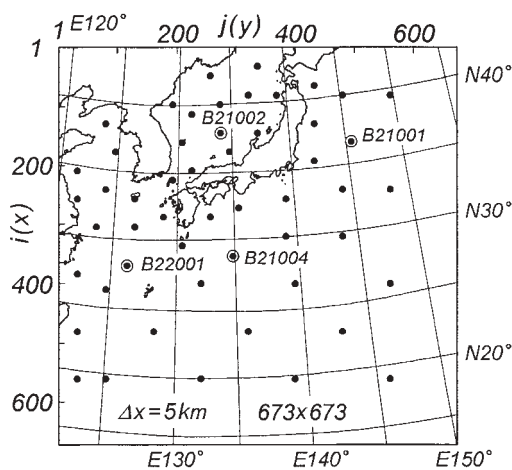 j(y)
1 E120° 200 400 600
1
N40°
B21002
B21001
200
i(x)
N30°
B22001
B21004
400
N20°
600
Δx=5km 673x673
E130° E140° E150°